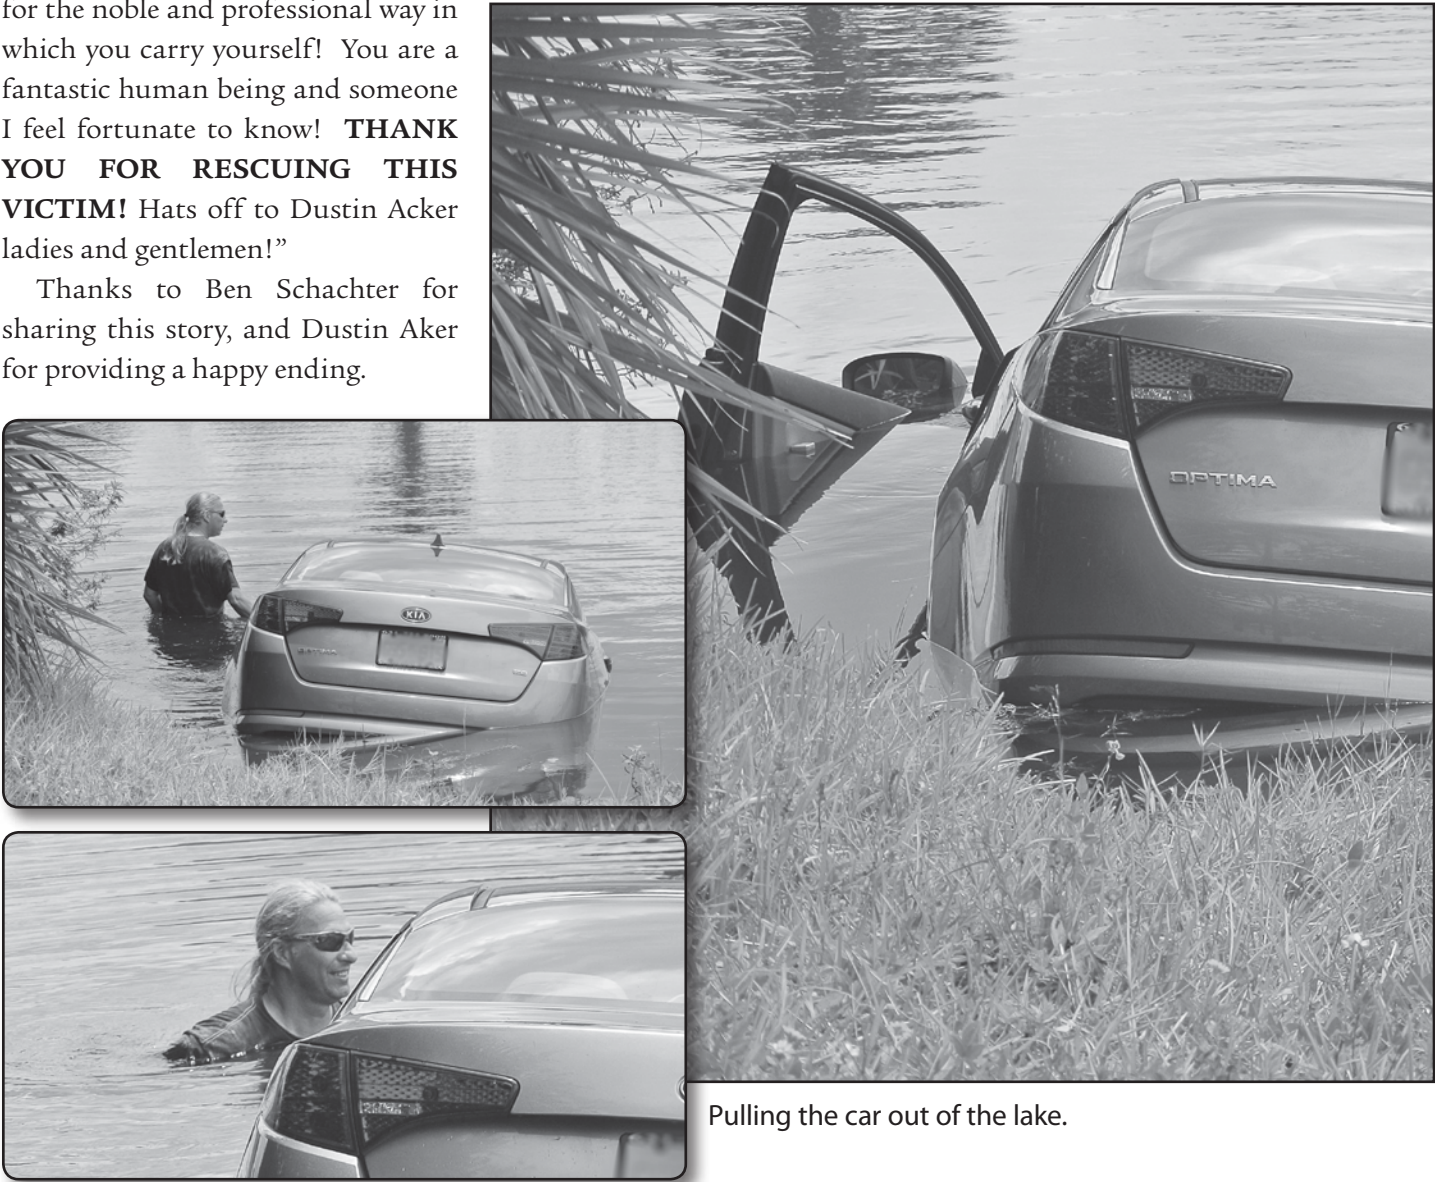 for the noble and professional way in
which you carry yourself! You are a
fantastic human being and someone
I feel fortunate to know! THANK
YOU FOR RESCUING THIS
VICTIM! Hats off to Dustin Acker
ladies and gentlemen!”
Thanks to Ben Schachter for
sharing this story, and Dustin Aker
for providing a happy ending.
OPTIMA
KIA
OPTIMA
Pulling the car out of the lake.